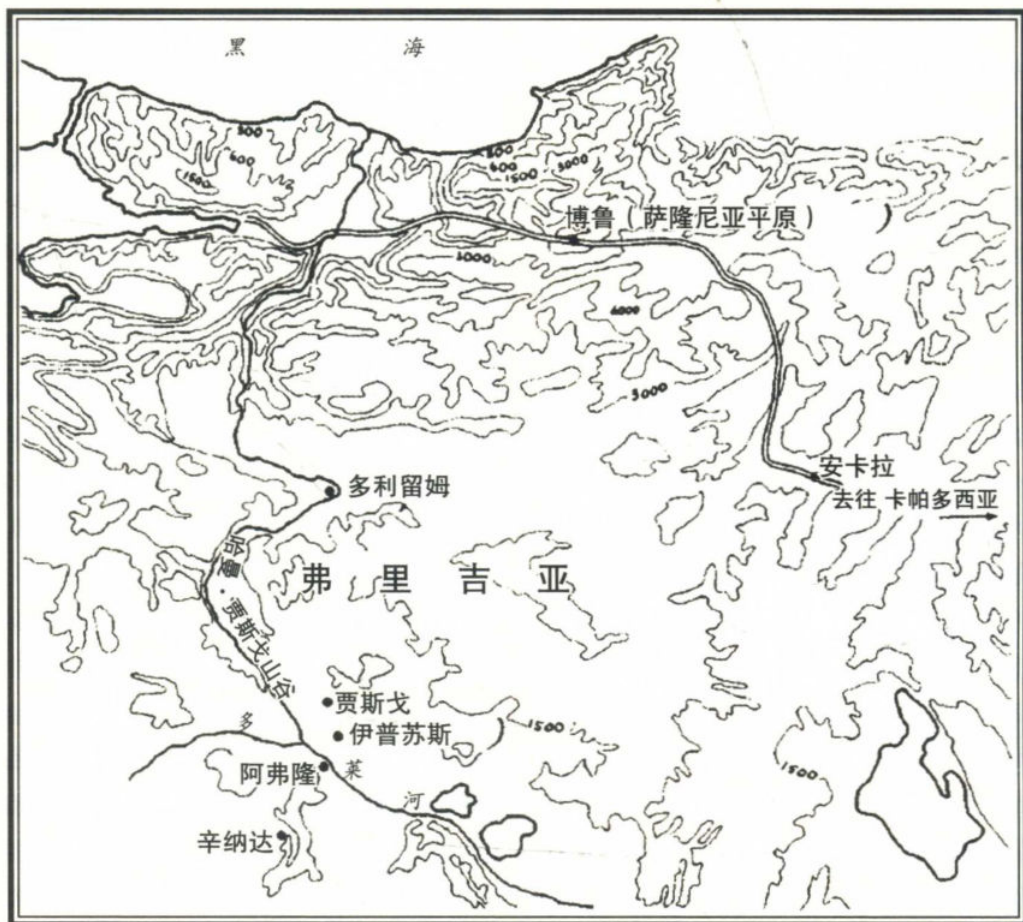 黑 海
500
600
1500
500
600
1500
3000
博鲁（萨隆尼亚平原）
3000
6000
3000
安卡拉
去往 卡帕多西亚
多利留姆
哈曼·贾斯戈山谷
弗里吉亚
贾斯戈
伊普苏斯
1500
多莱河
阿弗隆
1500
辛纳达